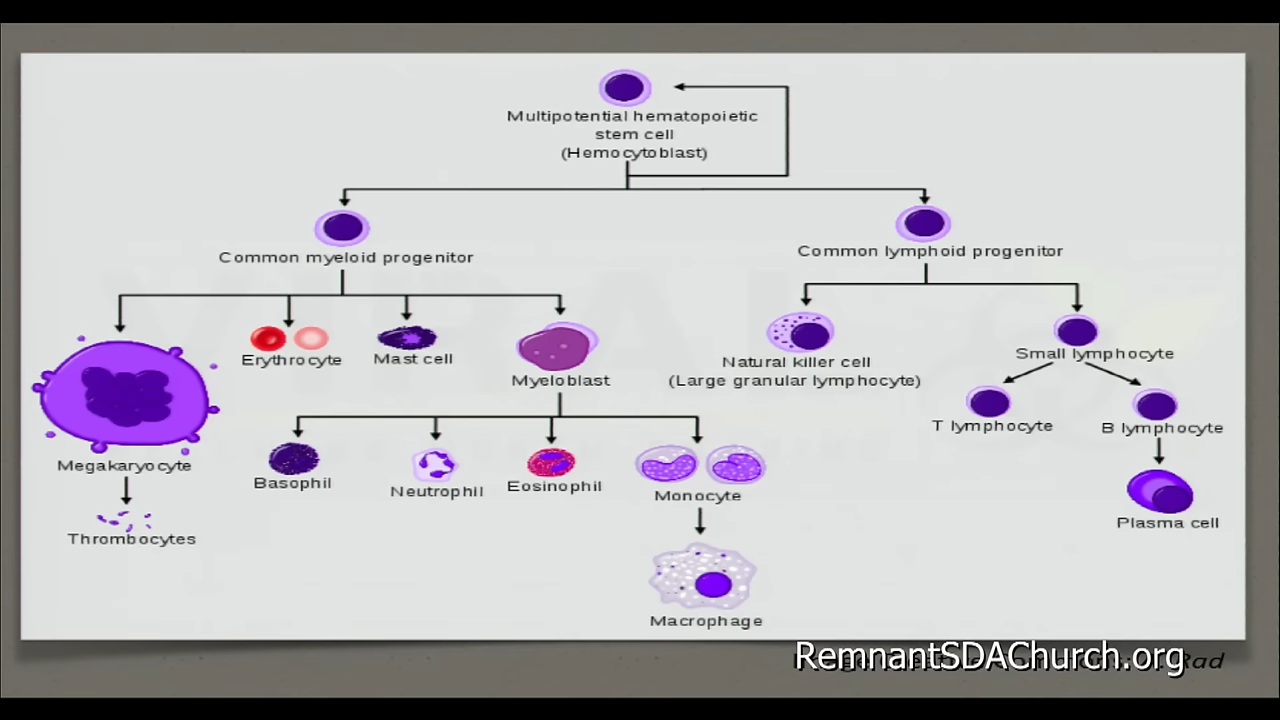 Multipotential hematopoietic
stem cell
(Hemocytoblast)
Common myeloid progenitor
Common lymphoid progenitor
Erythrocyte
Mast cell
Myeloblast
Natural killer cell
(Large granular lymphocyte)
Small lymphocyte
T lymphocyte
B lymphocyte
Megakaryocyte
Basophil
Neutrophil
Eosinophil
Monocyte
Plasma cell
Thrombocytes
Macrophage
RemnantSDAChurch.org
Rad